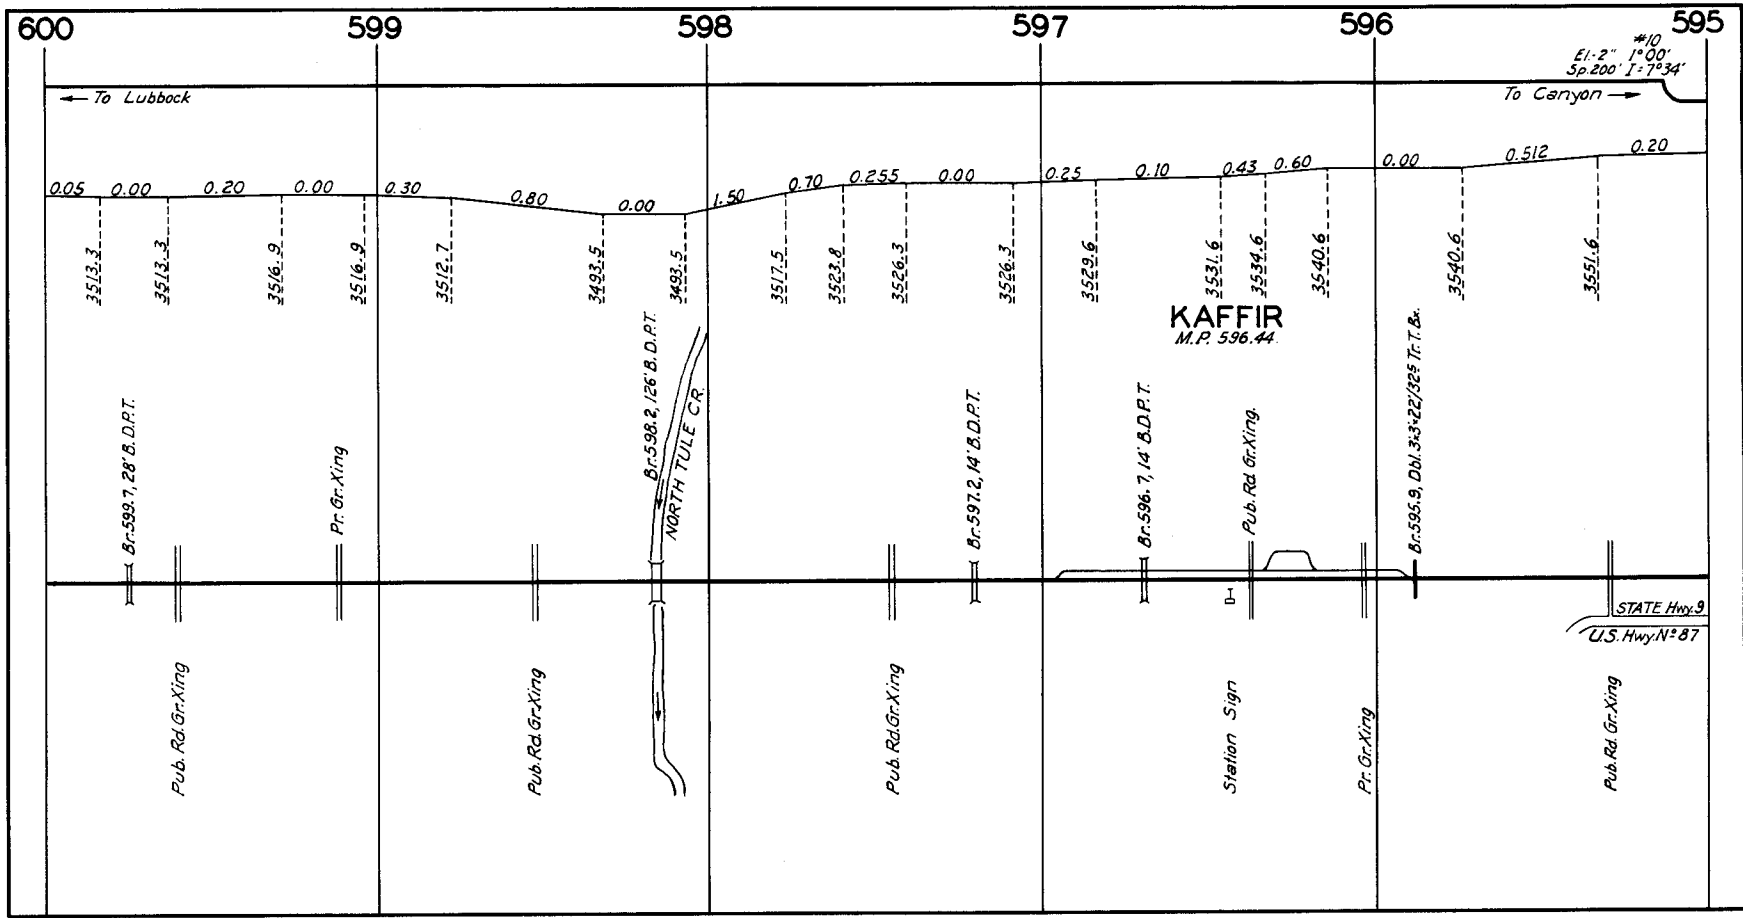 600 599 598 597 596 595
#10
El.-2" 1°00'
Sp.200' I=7°34'
← To Lubbock
To Canyon →
0.05 0.00 0.20 0.00 0.30 0.80 0.00 1.50 0.70 0.255 0.00 0.25 0.10 0.43 0.60 0.00 0.512 0.20
3513.3
3513.3
3516.9
3516.9
3512.7
3493.5
3493.5
3517.5
3523.8
3526.3
3526.3
3529.6
3531.6
3534.6
3540.6
3540.6
3551.6
KAFFIR
M.P. 596.44
Br.599.7, 28' B.D.P.T.
Pr. Gr. Xing
Br.598.2, 126' B.D.P.T.
NORTH TULE CR.
Br.597.2, 14' B.D.P.T.
Br.596.7, 14' B.D.P.T.
Pub. Rd. Gr. Xing.
Br.595.9, Dbl. 3'x3'x22'/32⁵ Tr. T. Bx.
STATE Hwy. 9
U.S. Hwy. Nº 87
Pub. Rd. Gr. Xing
Pub. Rd. Gr. Xing
Pub. Rd. Gr. Xing
Station Sign
Pr. Gr. Xing
Pub. Rd. Gr. Xing